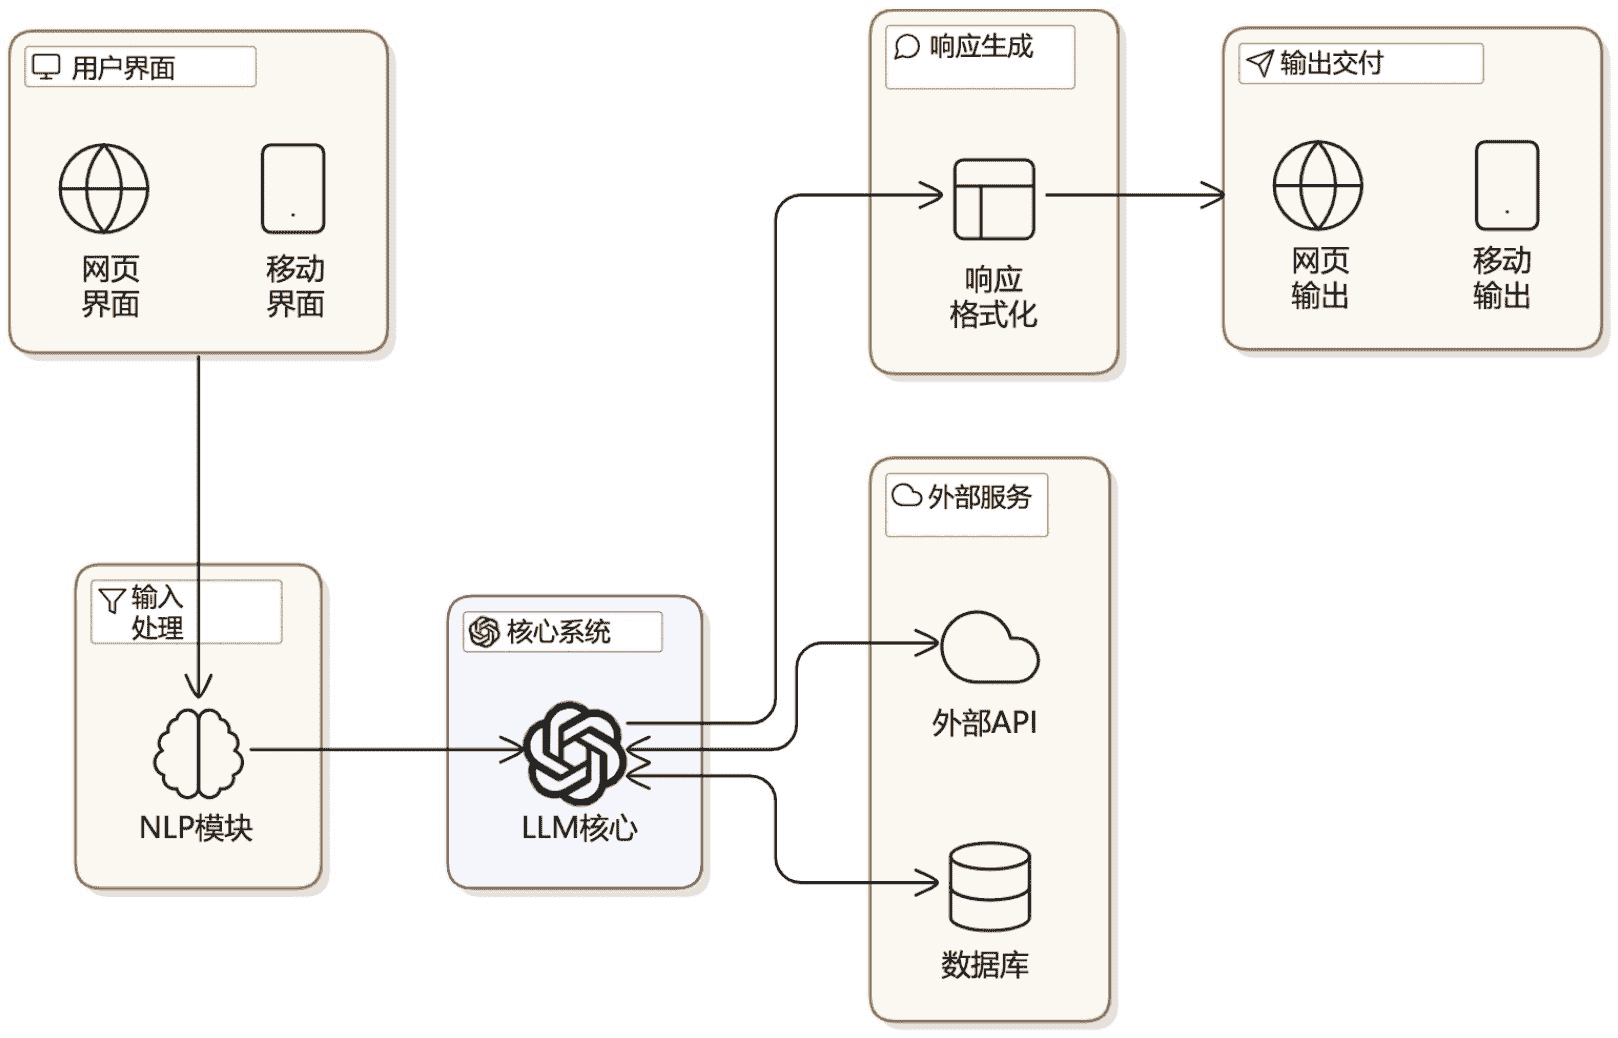 用户界面
网页
界面
移动
界面
响应生成
响应
格式化
输出交付
网页
输出
移动
输出
输入
处理
NLP模块
核心系统
LLM核心
外部服务
外部API
数据库